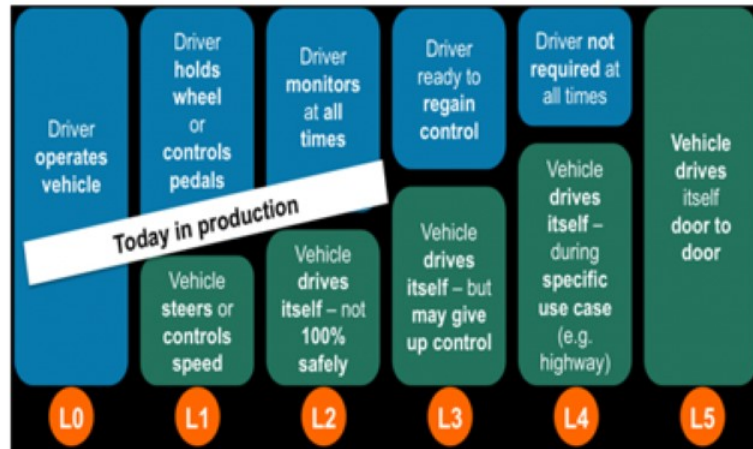 Driver
operates
vehicle
L0
Driver
holds
wheel
or
controls
pedals
Vehicle
steers or
controls
speed
L1
Driver
monitors
at all
times
Vehicle
drives
itself – not
100%
safely
L2
Today in production
Driver
ready to
regain
control
Vehicle
drives
itself – but
may give
up control
L3
Driver not
required at
all times
Vehicle
drives
itself –
during
specific
use case
(e.g.
highway)
L4
Vehicle
drives
itself
door to
door
L5